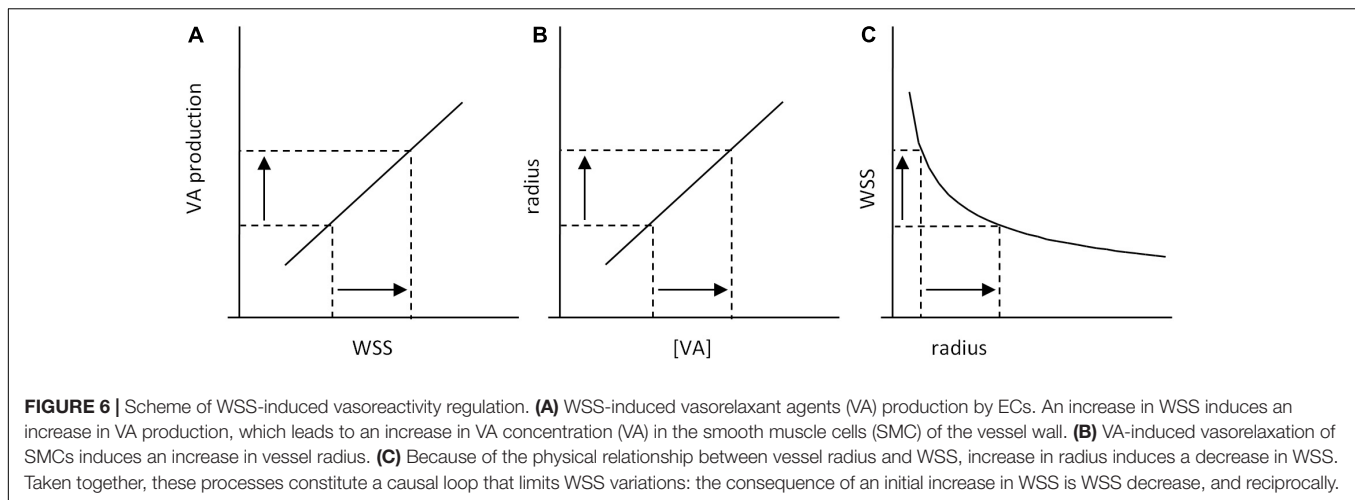 A
VA production
WSS
B
radius
[VA]
C
WSS
radius
FIGURE 6 | Scheme of WSS-induced vasoreactivity regulation. (A) WSS-induced vasorelaxant agents (VA) production by ECs. An increase in WSS induces an
increase in VA production, which leads to an increase in VA concentration (VA) in the smooth muscle cells (SMC) of the vessel wall. (B) VA-induced vasorelaxation of
SMCs induces an increase in vessel radius. (C) Because of the physical relationship between vessel radius and WSS, increase in radius induces a decrease in WSS.
Taken together, these processes constitute a causal loop that limits WSS variations: the consequence of an initial increase in WSS is WSS decrease, and reciprocally.